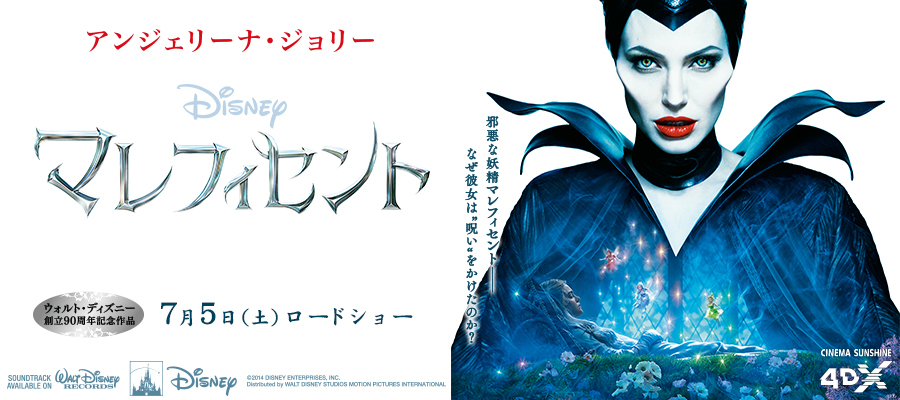 アンジェリーナ・ジョリー
Disney
マレフィセント
ウォルト・ディズニー
創立90周年記念作品
7月5日(土)ロードショー
SOUNDTRACK
AVAILABLE ON
Walt Disney
RECORDS
Disney
©2014 DISNEY ENTERPRISES, INC.
Distributed by WALT DISNEY STUDIOS MOTION PICTURES INTERNATIONAL
邪悪な妖精マレフィセント——
なぜ彼女は“呪い”をかけたのか?
CINEMA SUNSHINE
4DX